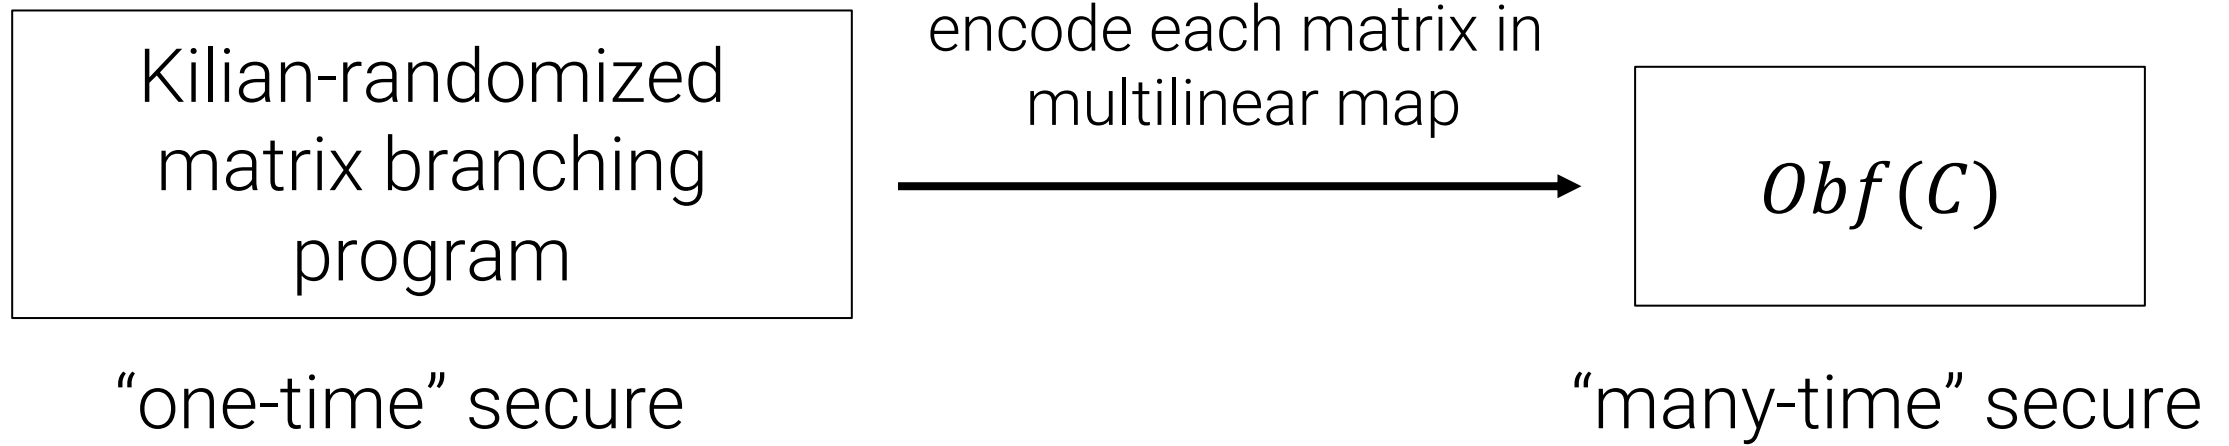 Kilian-randomized
matrix branching
program
encode each matrix in
multilinear map
Obf(C)
“one-time” secure
“many-time” secure